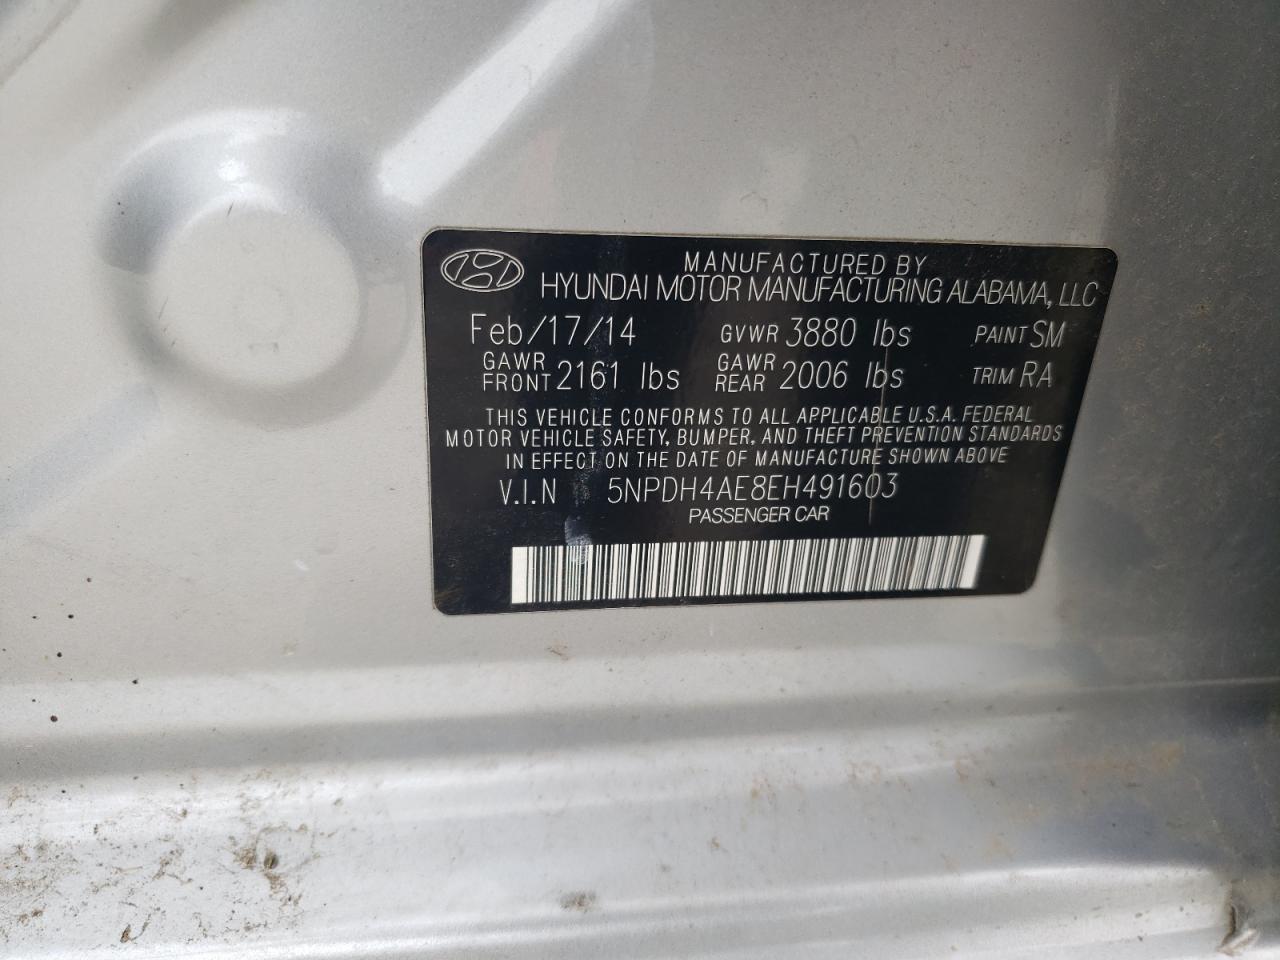 MANUFACTURED BY
HYUNDAI MOTOR MANUFACTURING ALABAMA, LLC
Feb/17/14 GVWR 3880 lbs PAINT SM
GAWR FRONT 2161 lbs GAWR REAR 2006 lbs TRIM RA
THIS VEHICLE CONFORMS TO ALL APPLICABLE U.S.A. FEDERAL
MOTOR VEHICLE SAFETY, BUMPER, AND THEFT PREVENTION STANDARDS
IN EFFECT ON THE DATE OF MANUFACTURE SHOWN ABOVE
V.I.N 5NPDH4AE8EH491603
PASSENGER CAR